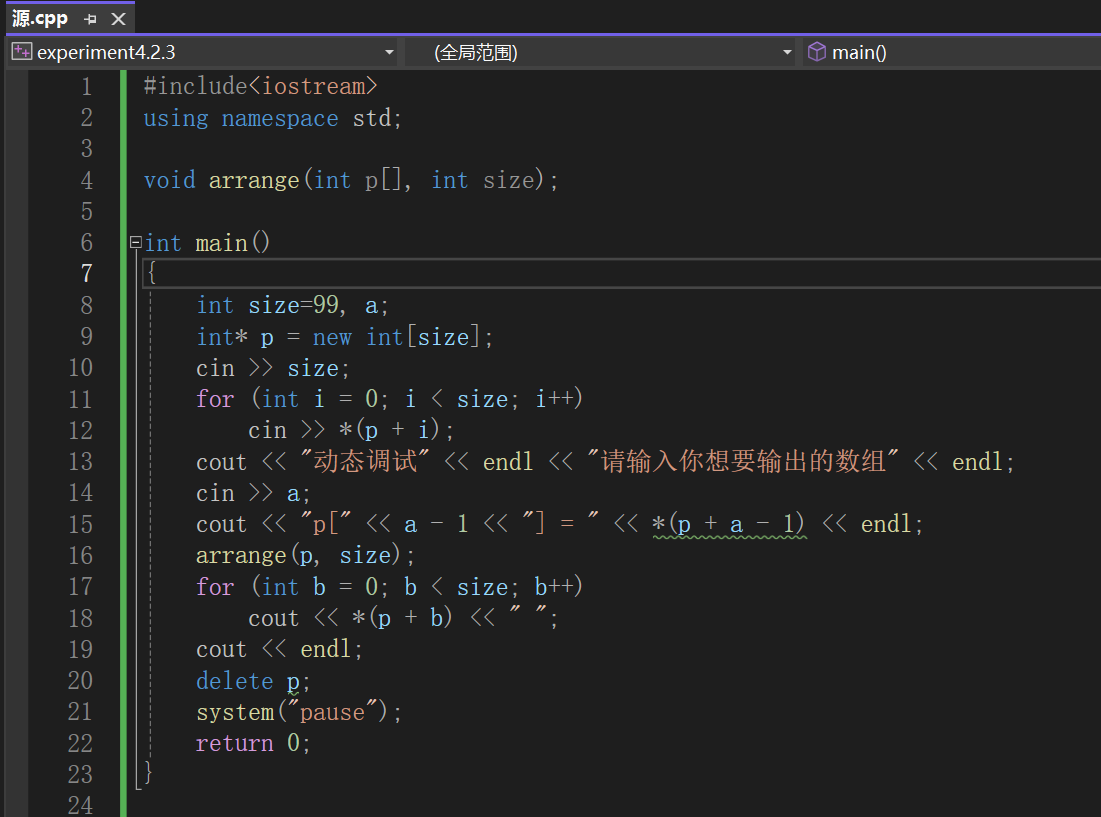 源.cpp
experiment4.2.3 (全局范围) main()
1 #include<iostream>
2 using namespace std;
3
4 void arrange(int p[], int size);
5
6 int main()
7 {
8 int size=99, a;
9 int* p = new int[size];
10 cin >> size;
11 for (int i = 0; i < size; i++)
12 cin >> *(p + i);
13 cout << "动态调试" << endl << "请输入你想要输出的数组" << endl;
14 cin >> a;
15 cout << "p[" << a - 1 << "] = " << *(p + a - 1) << endl;
16 arrange(p, size);
17 for (int b = 0; b < size; b++)
18 cout << *(p + b) << " ";
19 cout << endl;
20 delete p;
21 system("pause");
22 return 0;
23 }
24